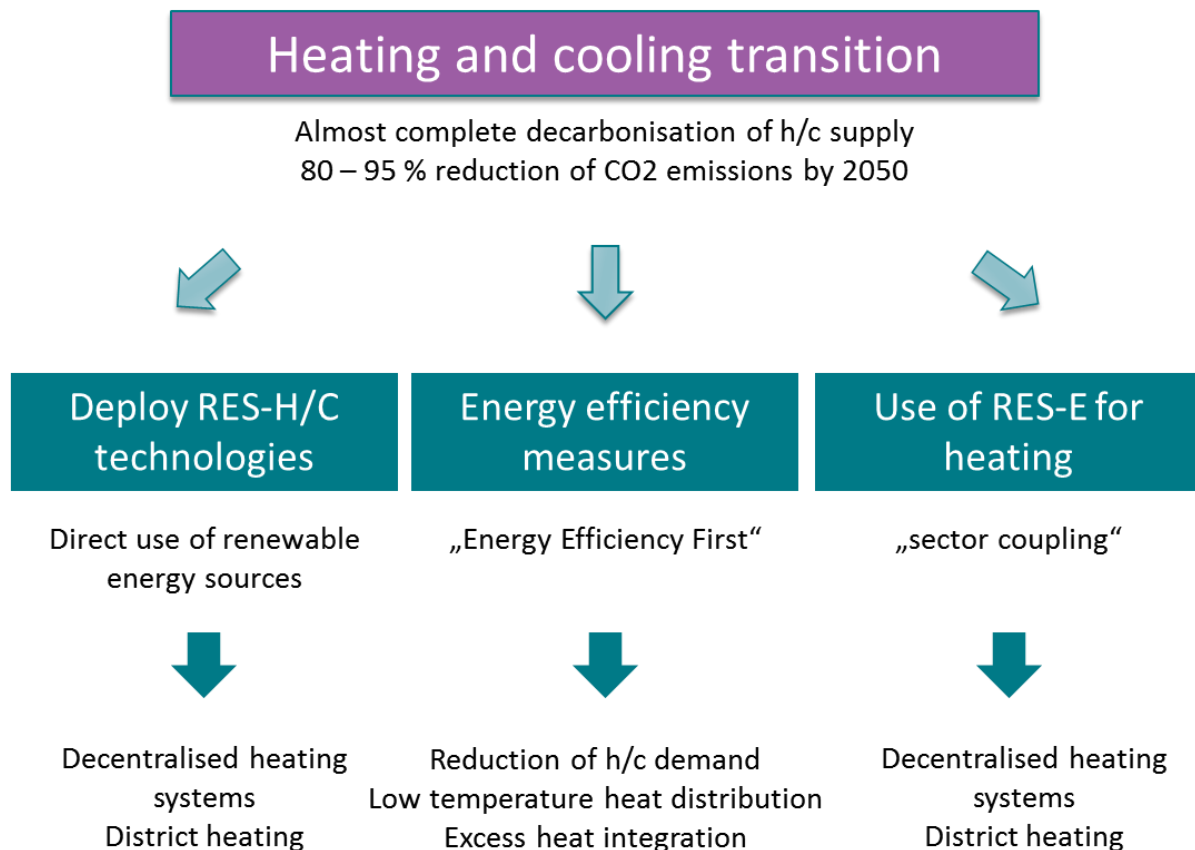 Heating and cooling transition
Almost complete decarbonisation of h/c supply
80 – 95 % reduction of CO2 emissions by 2050
Deploy RES-H/C
technologies
Direct use of renewable
energy sources
Decentralised heating
systems
District heating
Energy efficiency
measures
„Energy Efficiency First“
Reduction of h/c demand
Low temperature heat distribution
Excess heat integration
Use of RES-E for
heating
„sector coupling“
Decentralised heating
systems
District heating